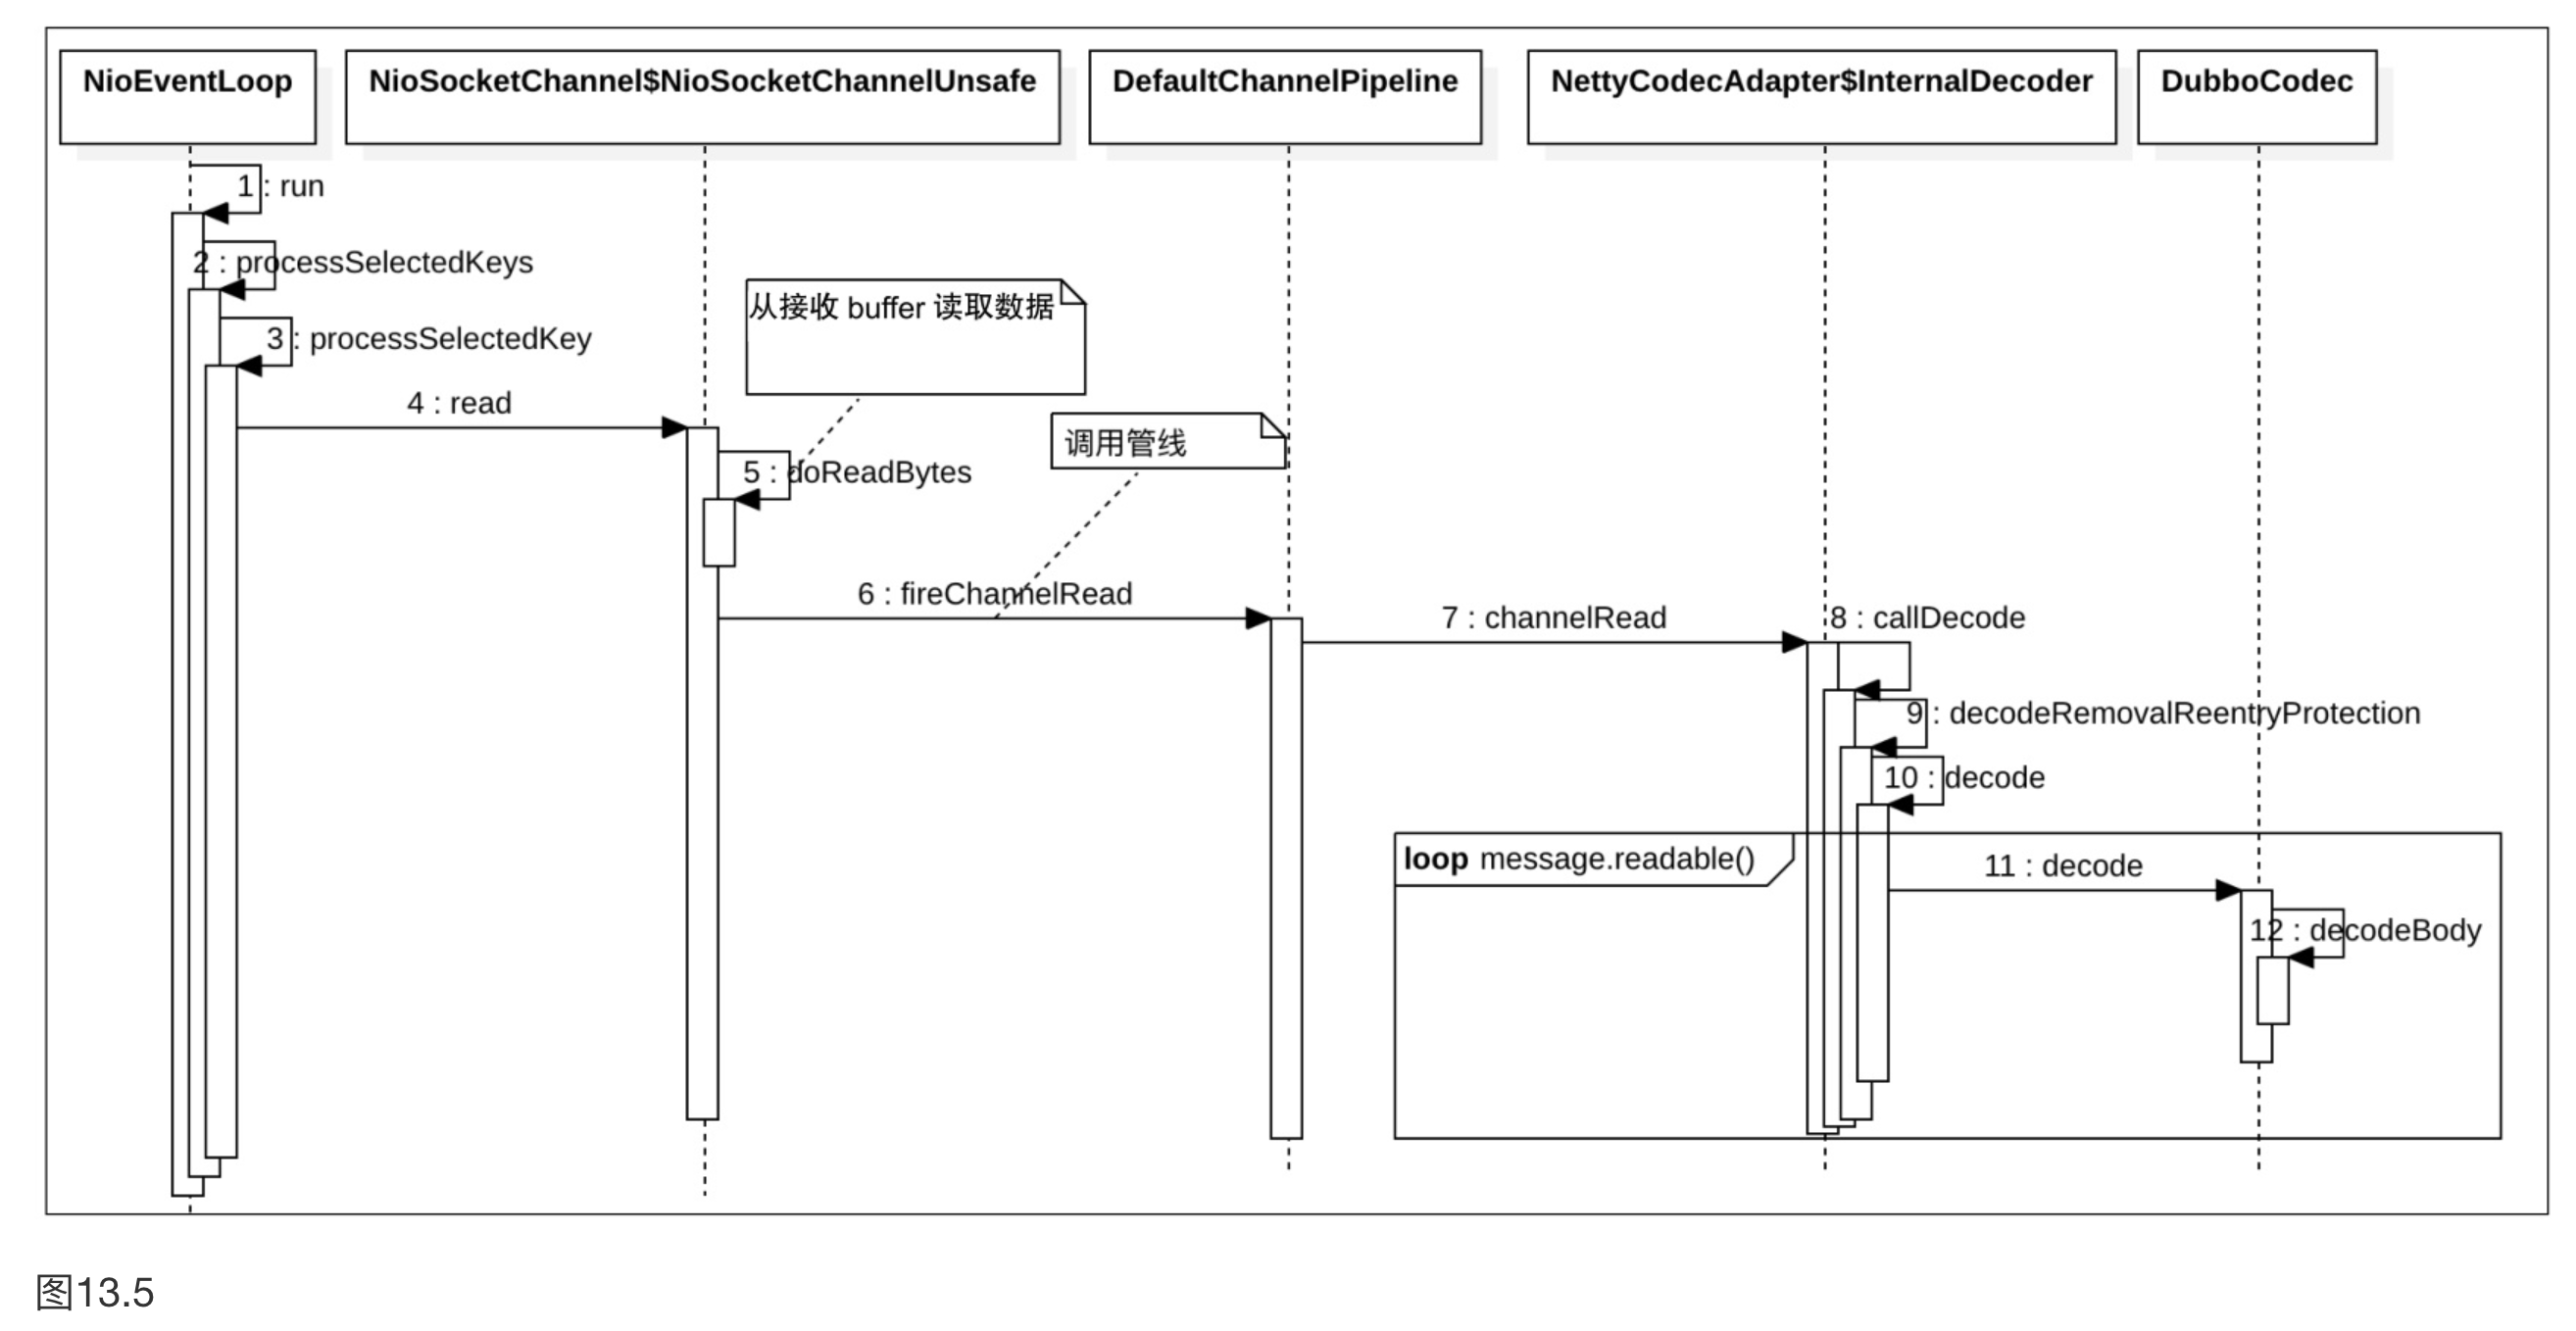 NioEventLoop
NioSocketChannel$NioSocketChannelUnsafe
DefaultChannelPipeline
NettyCodecAdapter$InternalDecoder
DubboCodec
1 : run
2 : processSelectedKeys
从接收 buffer 读取数据
3 : processSelectedKey
4 : read
调用管线
5 : doReadBytes
6 : fireChannelRead
7 : channelRead
8 : callDecode
9 : decodeRemovalReentryProtection
10 : decode
loop message.readable()
11 : decode
12 : decodeBody
图13.5